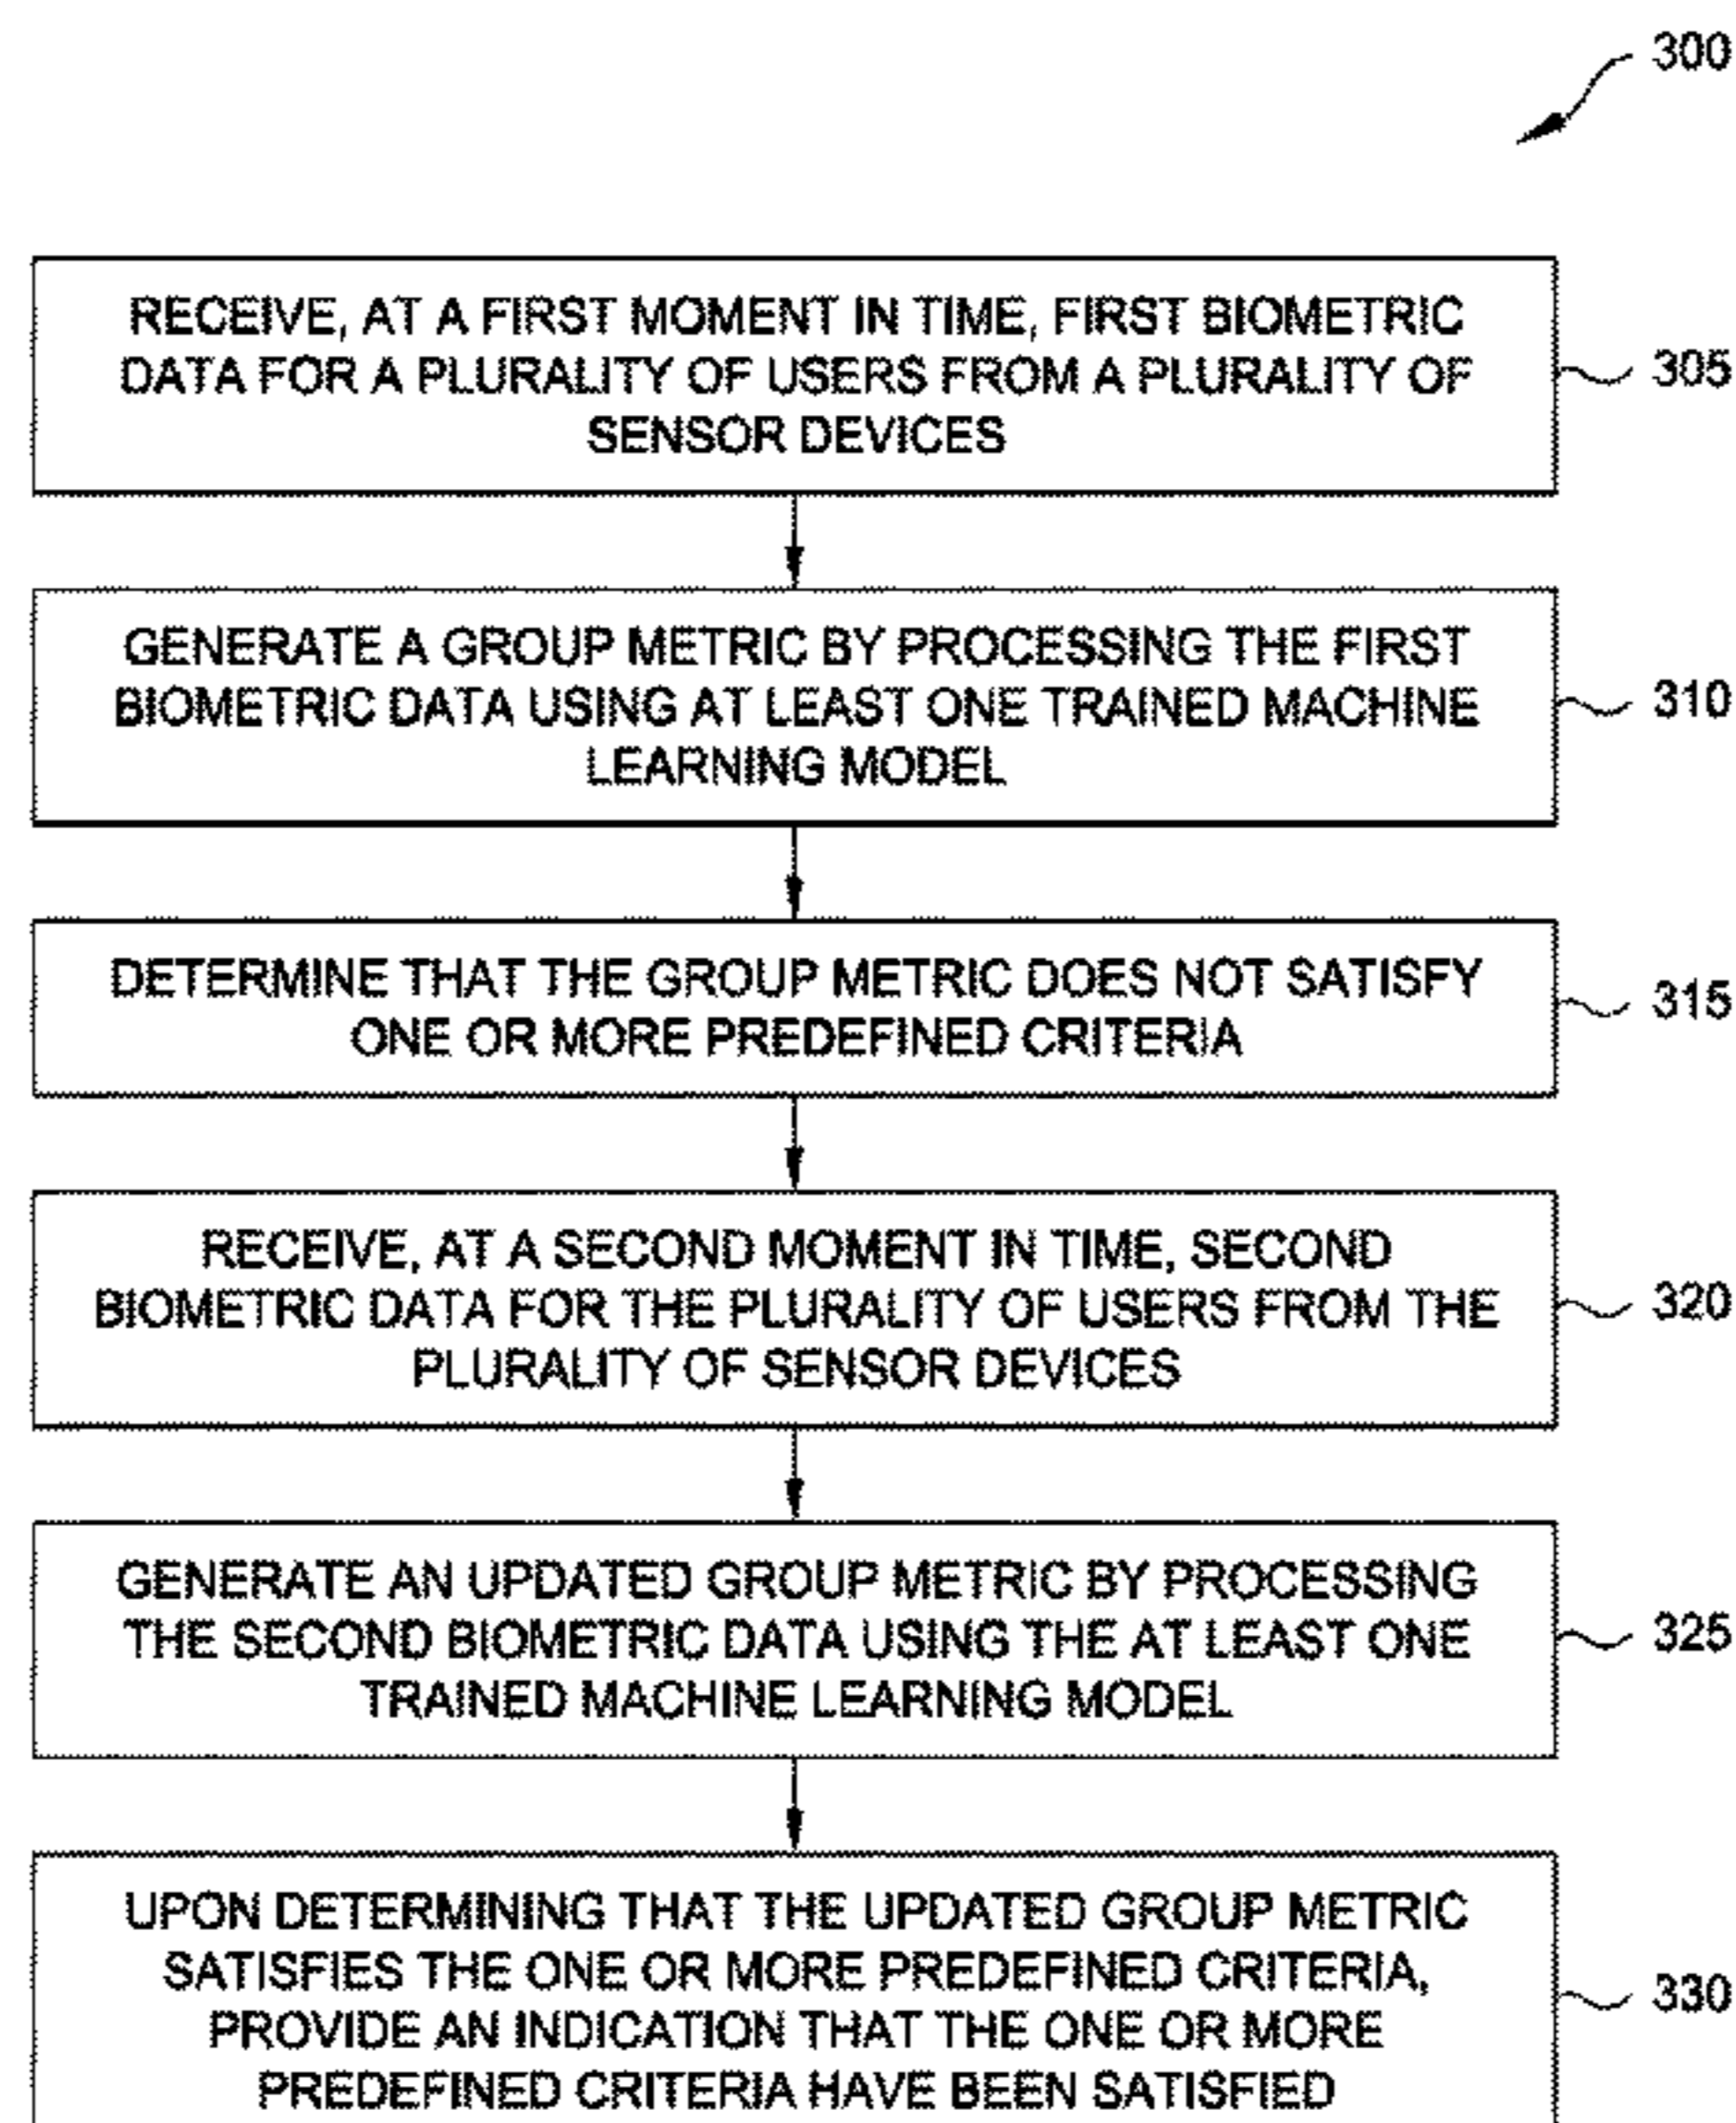 300
RECEIVE, AT A FIRST MOMENT IN TIME, FIRST BIOMETRIC
DATA FOR A PLURALITY OF USERS FROM A PLURALITY OF
SENSOR DEVICES
305
GENERATE A GROUP METRIC BY PROCESSING THE FIRST
BIOMETRIC DATA USING AT LEAST ONE TRAINED MACHINE
LEARNING MODEL
310
DETERMINE THAT THE GROUP METRIC DOES NOT SATISFY
ONE OR MORE PREDEFINED CRITERIA
315
RECEIVE, AT A SECOND MOMENT IN TIME, SECOND
BIOMETRIC DATA FOR THE PLURALITY OF USERS FROM THE
PLURALITY OF SENSOR DEVICES
320
GENERATE AN UPDATED GROUP METRIC BY PROCESSING
THE SECOND BIOMETRIC DATA USING THE AT LEAST ONE
TRAINED MACHINE LEARNING MODEL
325
UPON DETERMINING THAT THE UPDATED GROUP METRIC
SATISFIES THE ONE OR MORE PREDEFINED CRITERIA,
PROVIDE AN INDICATION THAT THE ONE OR MORE
PREDEFINED CRITERIA HAVE BEEN SATISFIED
330